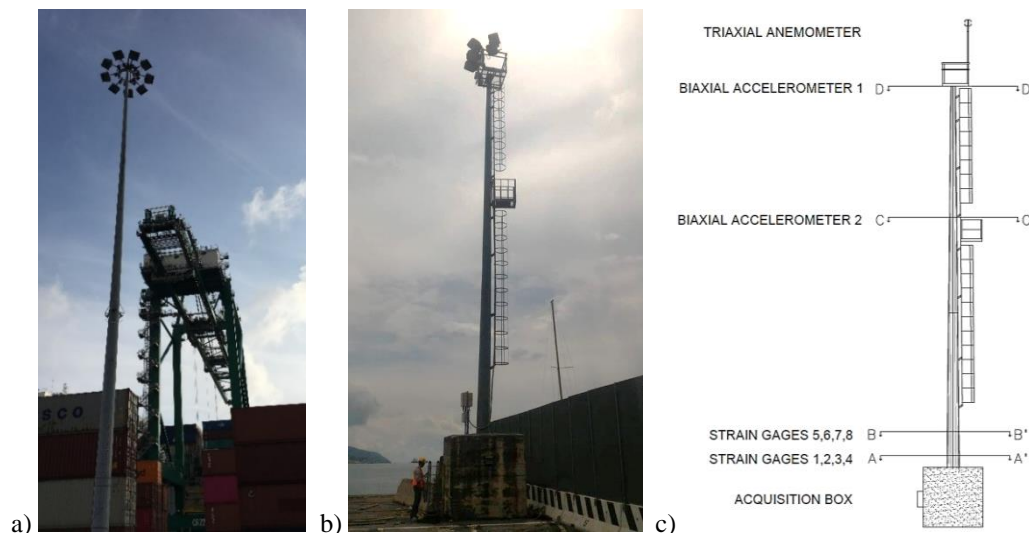 TRIAXIAL ANEMOMETER
BIAXIAL ACCELEROMETER 1 D D
SCO
BIAXIAL ACCELEROMETER 2 C C
STRAIN GAGES 5,6,7,8 B B'
STRAIN GAGES 1,2,3,4 A A'
ACQUISITION BOX
a) b) c)